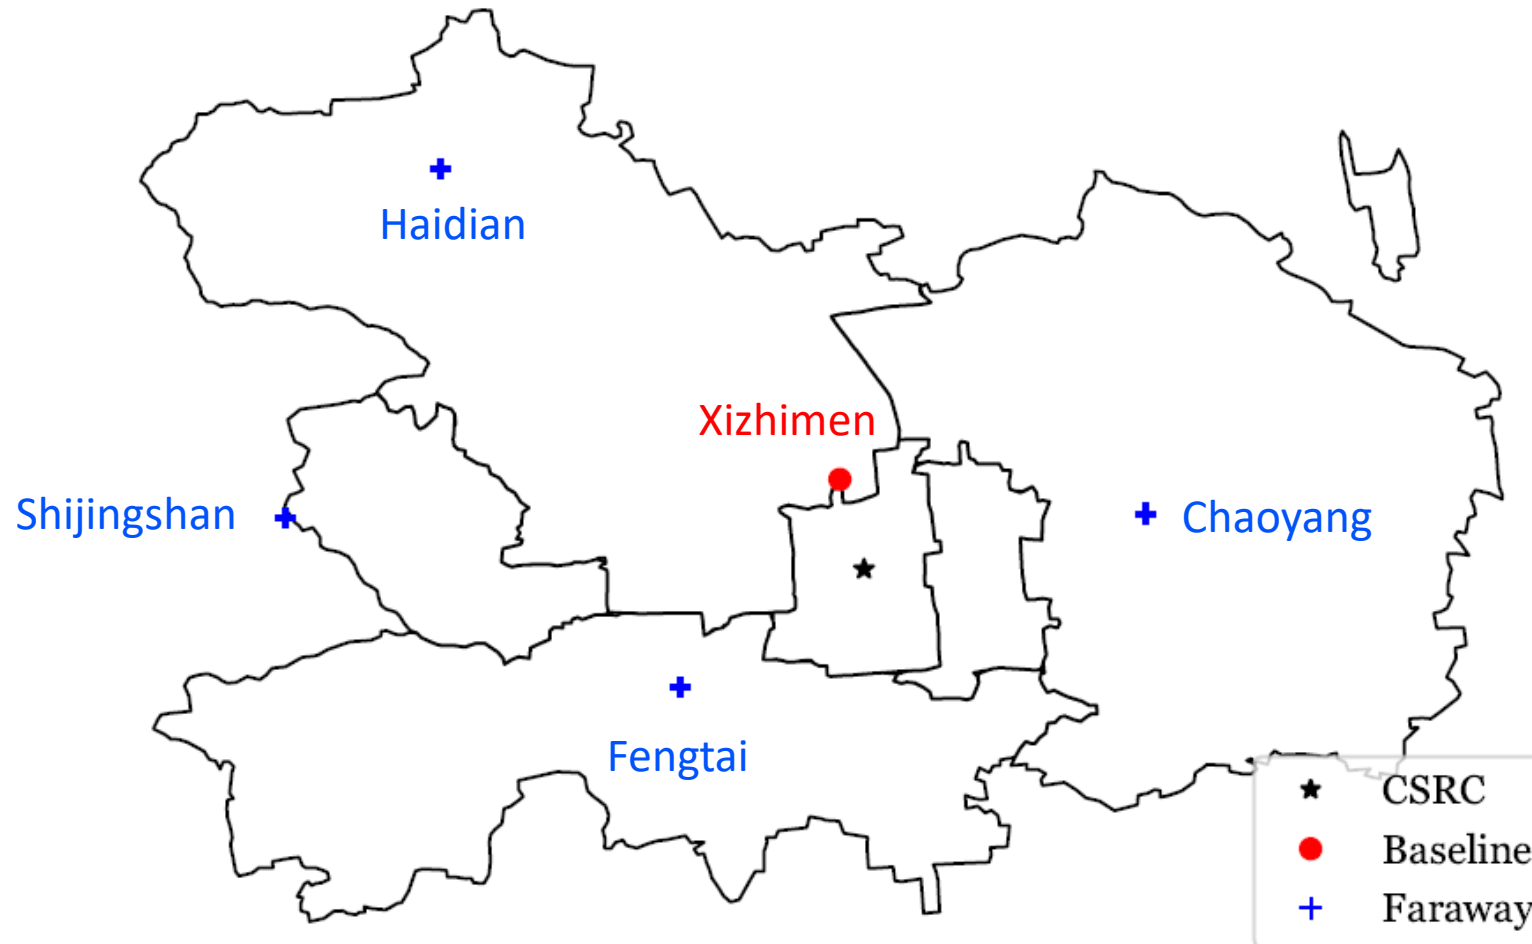 Haidian
Xizhimen
Shijingshan
Chaoyang
Fengtai
CSRC
Baseline
Faraway